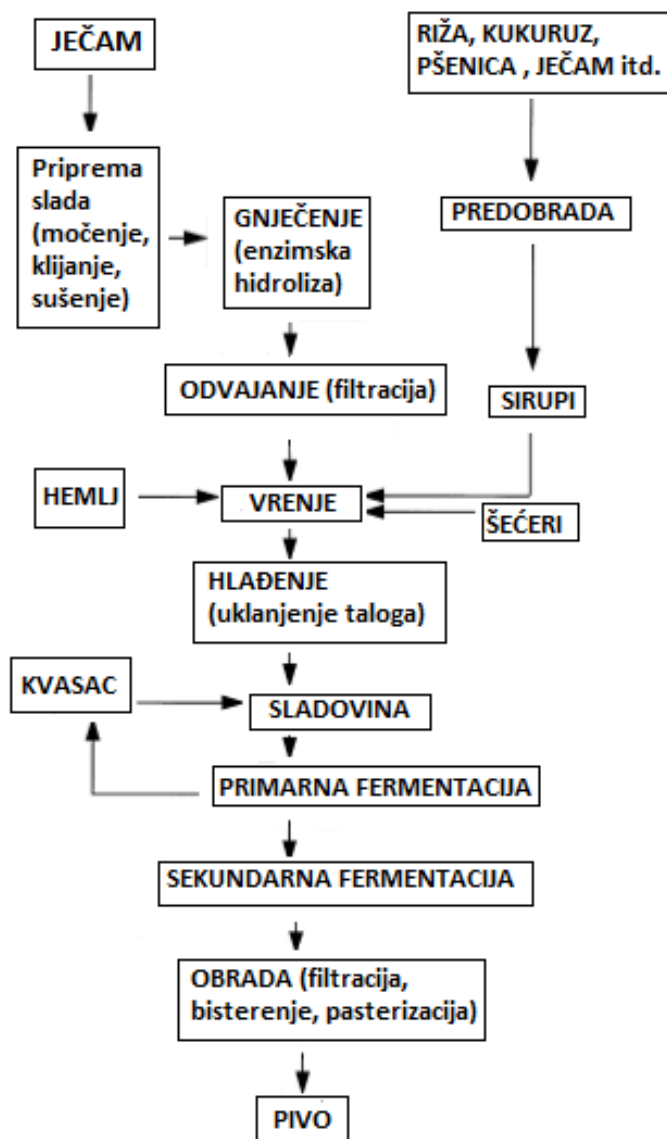 JEČAM
RIŽA, KUKURUZ,
PŠENICA , JEČAM itd.
Priprema
slada
(močenje,
klijanje,
sušenje)
GNJEČENJE
(enzimska
hidroliza)
PREDOBRADA
ODVAJANJE (filtracija)
SIRUPI
HEMLJ
VRENJE
ŠEĆERI
HLAĐENJE
(uklanjenje taloga)
KVASAC
SLADOVINA
PRIMARNA FERMENTACIJA
SEKUNDARNA FERMENTACIJA
OBRADA (filtracija,
bisterenje, pasterizacija)
PIVO